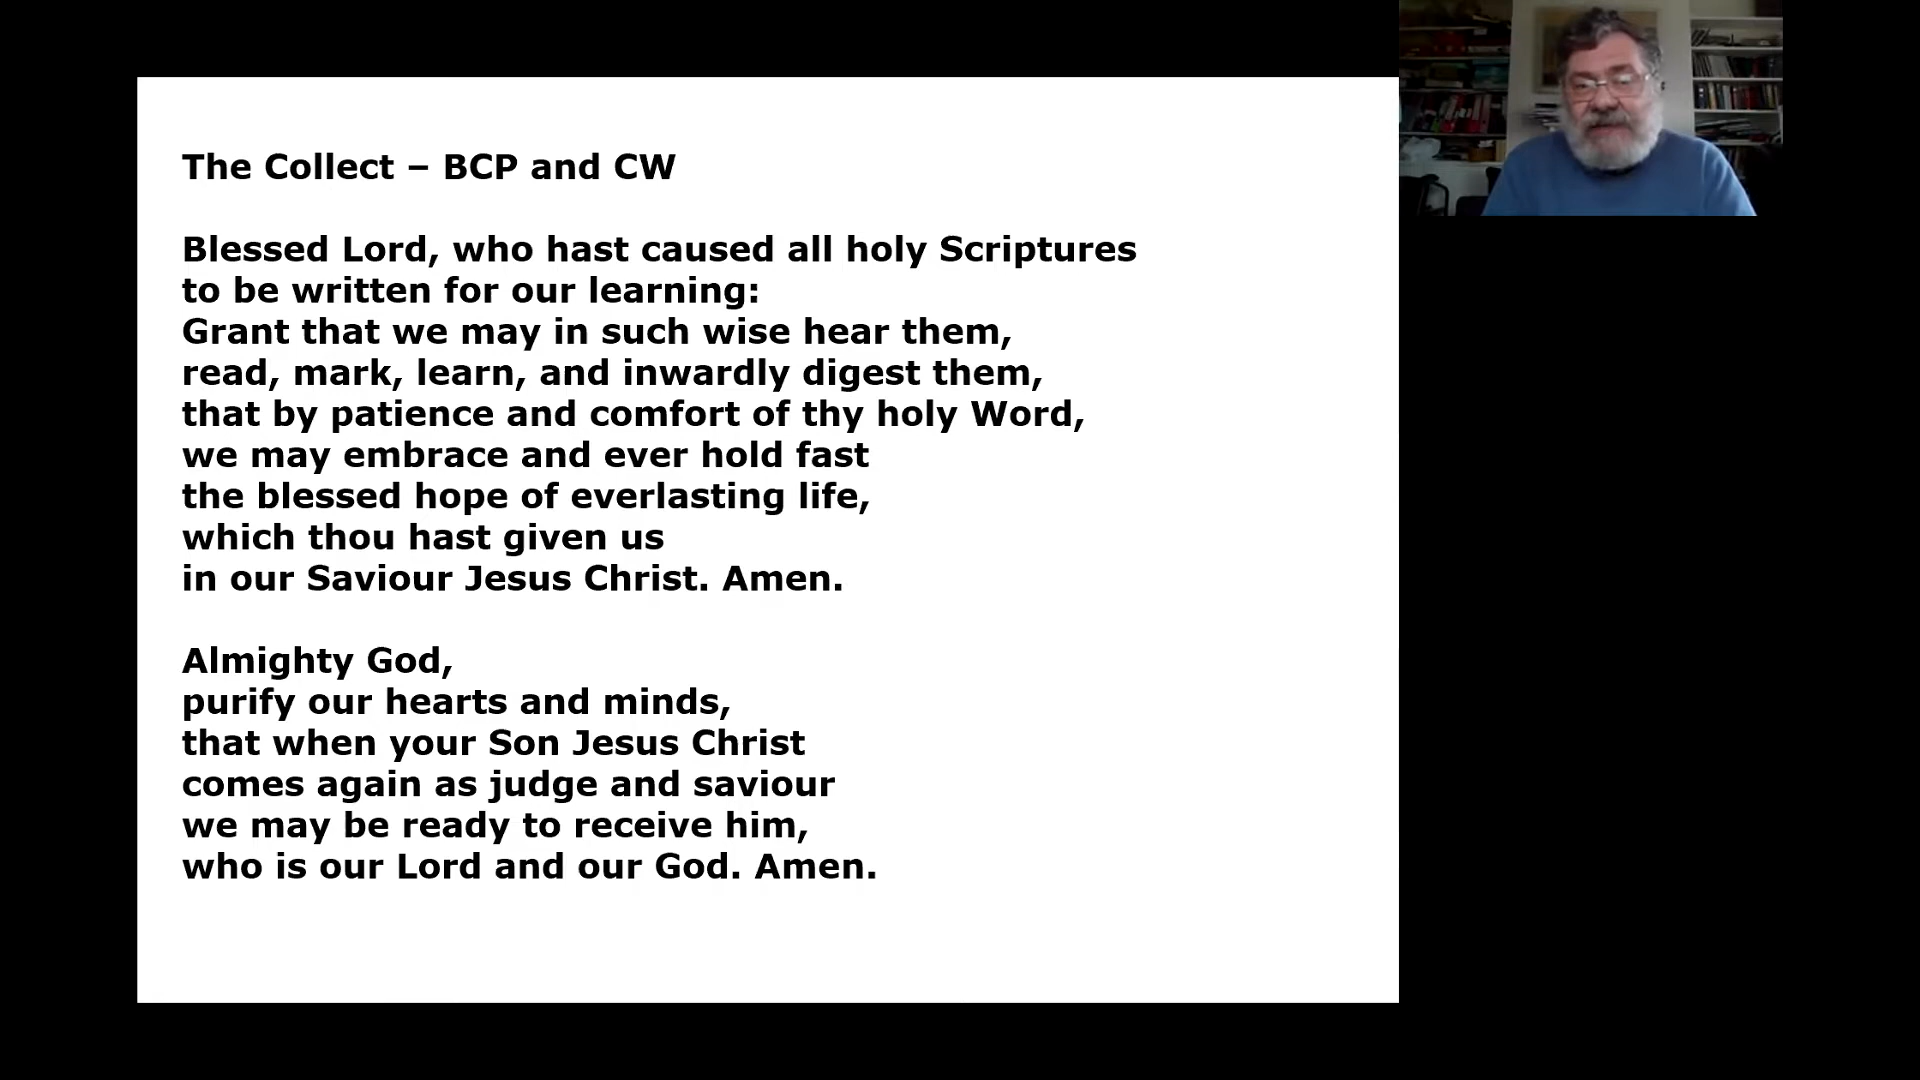 The Collect – BCP and CW
Blessed Lord, who hast caused all holy Scriptures
to be written for our learning:
Grant that we may in such wise hear them,
read, mark, learn, and inwardly digest them,
that by patience and comfort of thy holy Word,
we may embrace and ever hold fast
the blessed hope of everlasting life,
which thou hast given us
in our Saviour Jesus Christ. Amen.
Almighty God,
purify our hearts and minds,
that when your Son Jesus Christ
comes again as judge and saviour
we may be ready to receive him,
who is our Lord and our God. Amen.